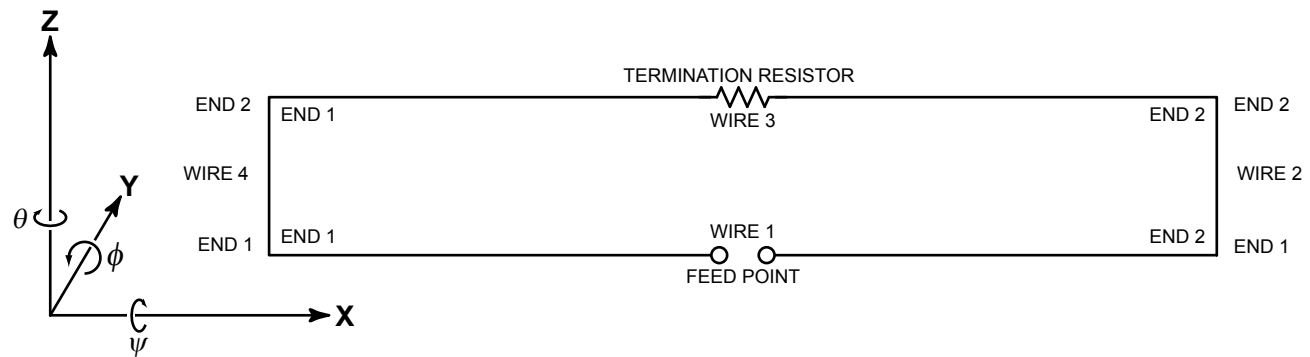 Z
TERMINATION RESISTOR
END 2
END 1
WIRE 3
END 2
END 2
WIRE 4
Y
WIRE 2
θ
ϕ
END 1
END 1
WIRE 1
END 2
END 1
FEED POINT
X
ψ